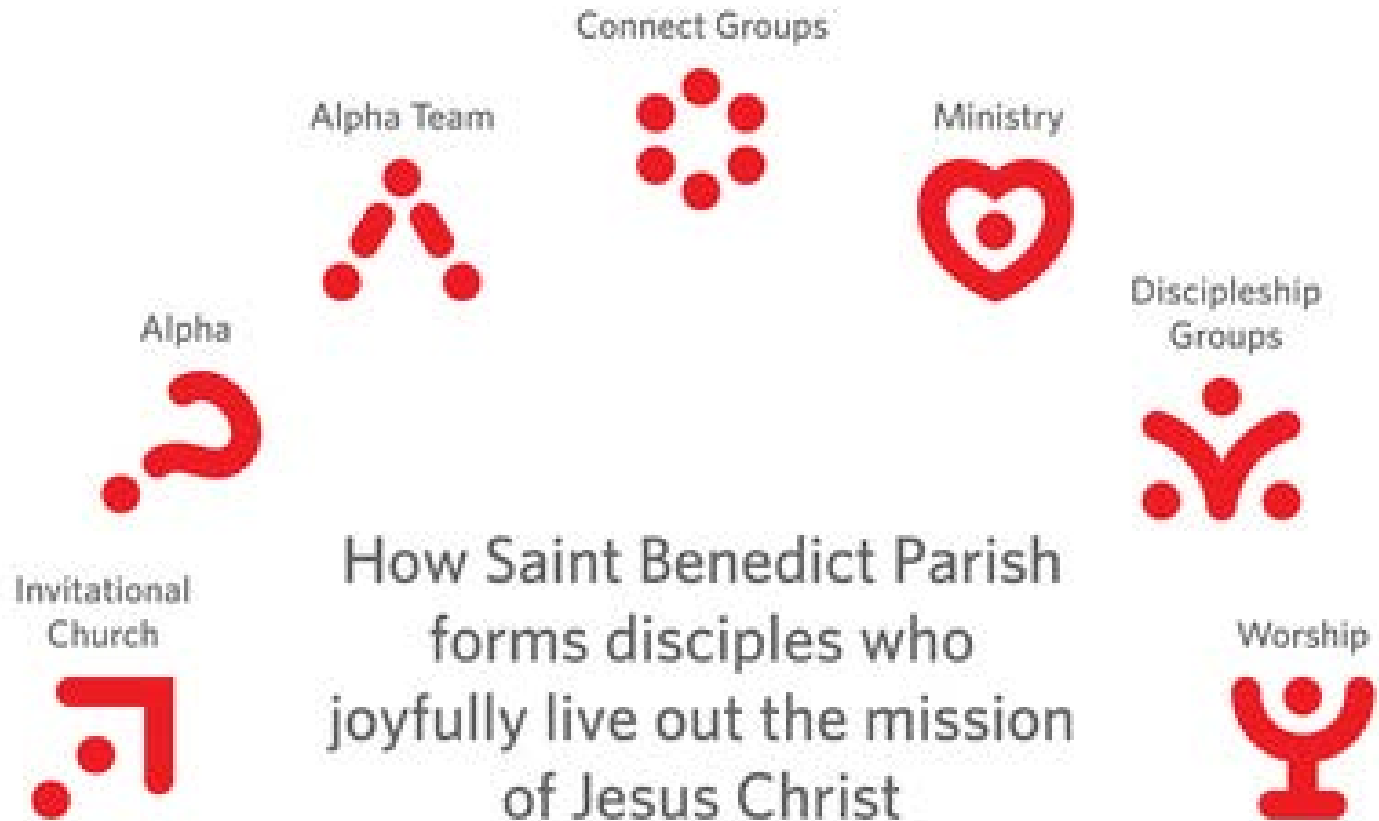 Connect Groups
Alpha Team
Ministry
Discipleship
Groups
Alpha
Invitational
Church
Worship
How Saint Benedict Parish
forms disciples who
joyfully live out the mission
of Jesus Christ